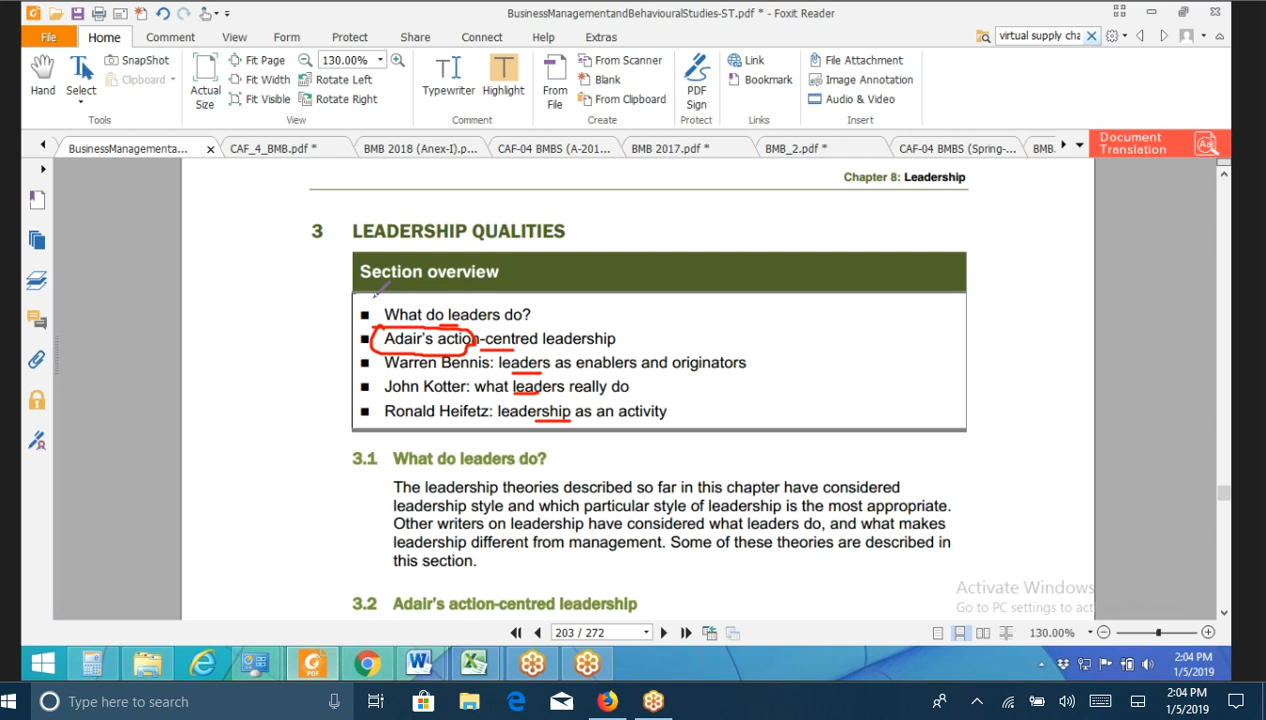 BusinessManagementandBehaviouralStudies-ST.pdf * - Foxit Reader
File Home Comment View Form Protect Share Connect Help Extras
virtual supply cha
Hand
Select
SnapShot
Clipboard
Actual
Size
Fit Page
Fit Width
Fit Visible
130.00%
Rotate Left
Rotate Right
Typewriter
Highlight
From
File
From Scanner
Blank
From Clipboard
PDF
Sign
Link
Bookmark
File Attachment
Image Annotation
Audio & Video
Tools View Comment Create Protect Links Insert
BusinessManagementa... CAF_4_BMB.pdf * BMB 2018 (Anex-I).p... CAF-04 BMBS (A-201... BMB 2017.pdf * BMB_2.pdf * CAF-04 BMBS (Spring-... BMB.
Document
Translation
Chapter 8: Leadership
3 LEADERSHIP QUALITIES
Section overview
■ What do leaders do?
■ Adair's action-centred leadership
■ Warren Bennis: leaders as enablers and originators
■ John Kotter: what leaders really do
■ Ronald Heifetz: leadership as an activity
3.1 What do leaders do?
The leadership theories described so far in this chapter have considered
leadership style and which particular style of leadership is the most appropriate.
Other writers on leadership have considered what leaders do, and what makes
leadership different from management. Some of these theories are described in
this section.
3.2 Adair's action-centred leadership
Activate Windows
Go to PC settings to act
203 / 272
130.00%
2:04 PM
1/5/2019
Type here to search
2:04 PM
1/5/2019